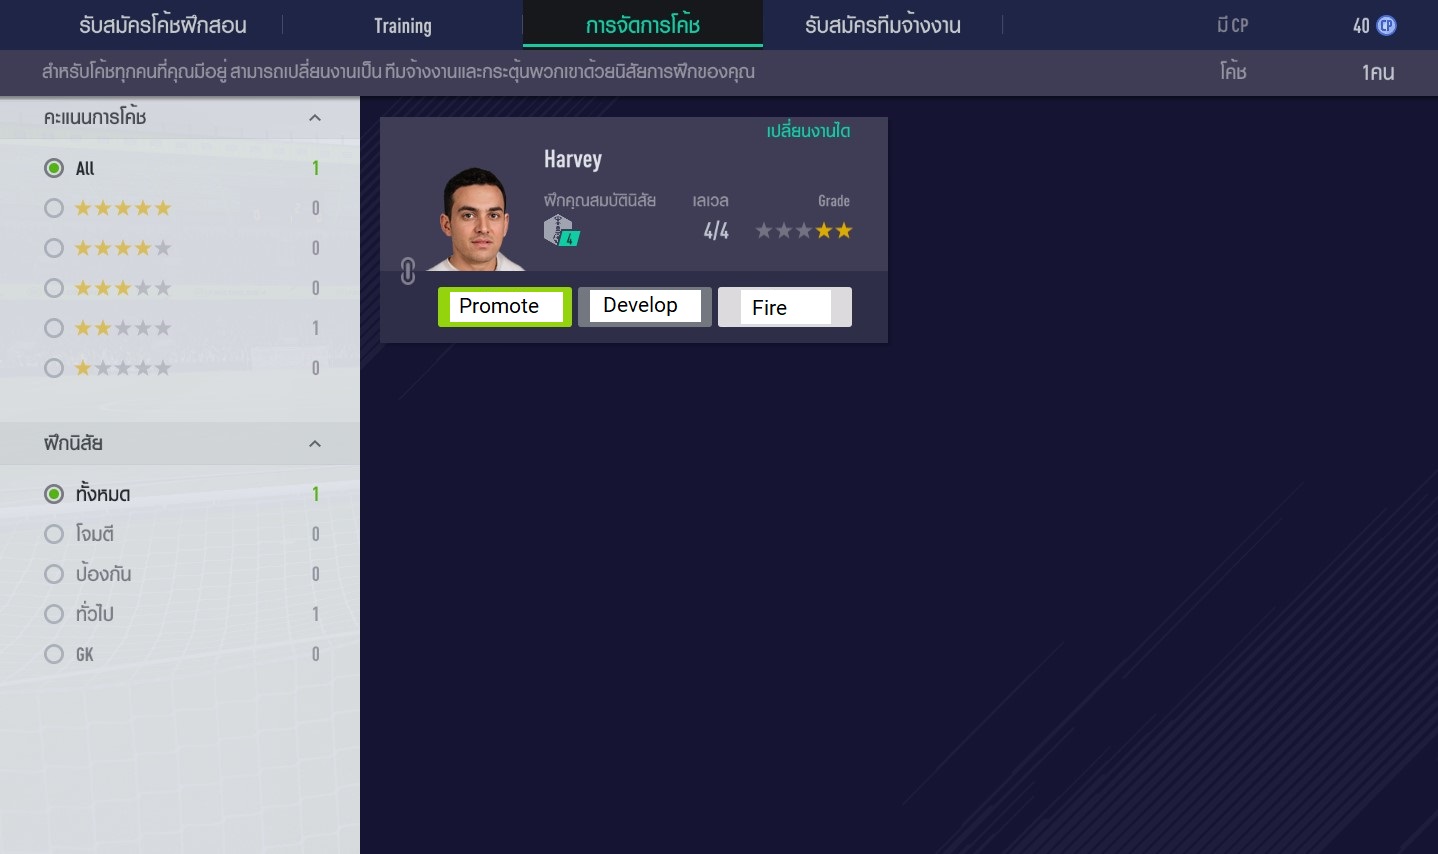 รับสมัครโค้ชฝึกสอน
Training
การจัดการโค้ช
รับสมัครทีมจ้างงาน
มี CP
40 CP
สำหรับโค้ชทุกคนที่คุณมีอยู่ สามารถเปลี่ยนงานเป็น ทีมจ้างงานและกระตุ้นพวกเขาด้วยนิสัยการฝึกของคุณ
โค้ช
1คน
คะแนนการโค้ช
All 1
0
0
0
1
0
ฝึกนิสัย
ทั้งหมด 1
โจมตี 0
ป้องกัน 0
ทั่วไป 1
GK 0
เปลี่ยนงานได้
Harvey
ฝึกคุณสมบัตินิสัย
เลเวล
Grade
4
4/4
Promote
Develop
Fire